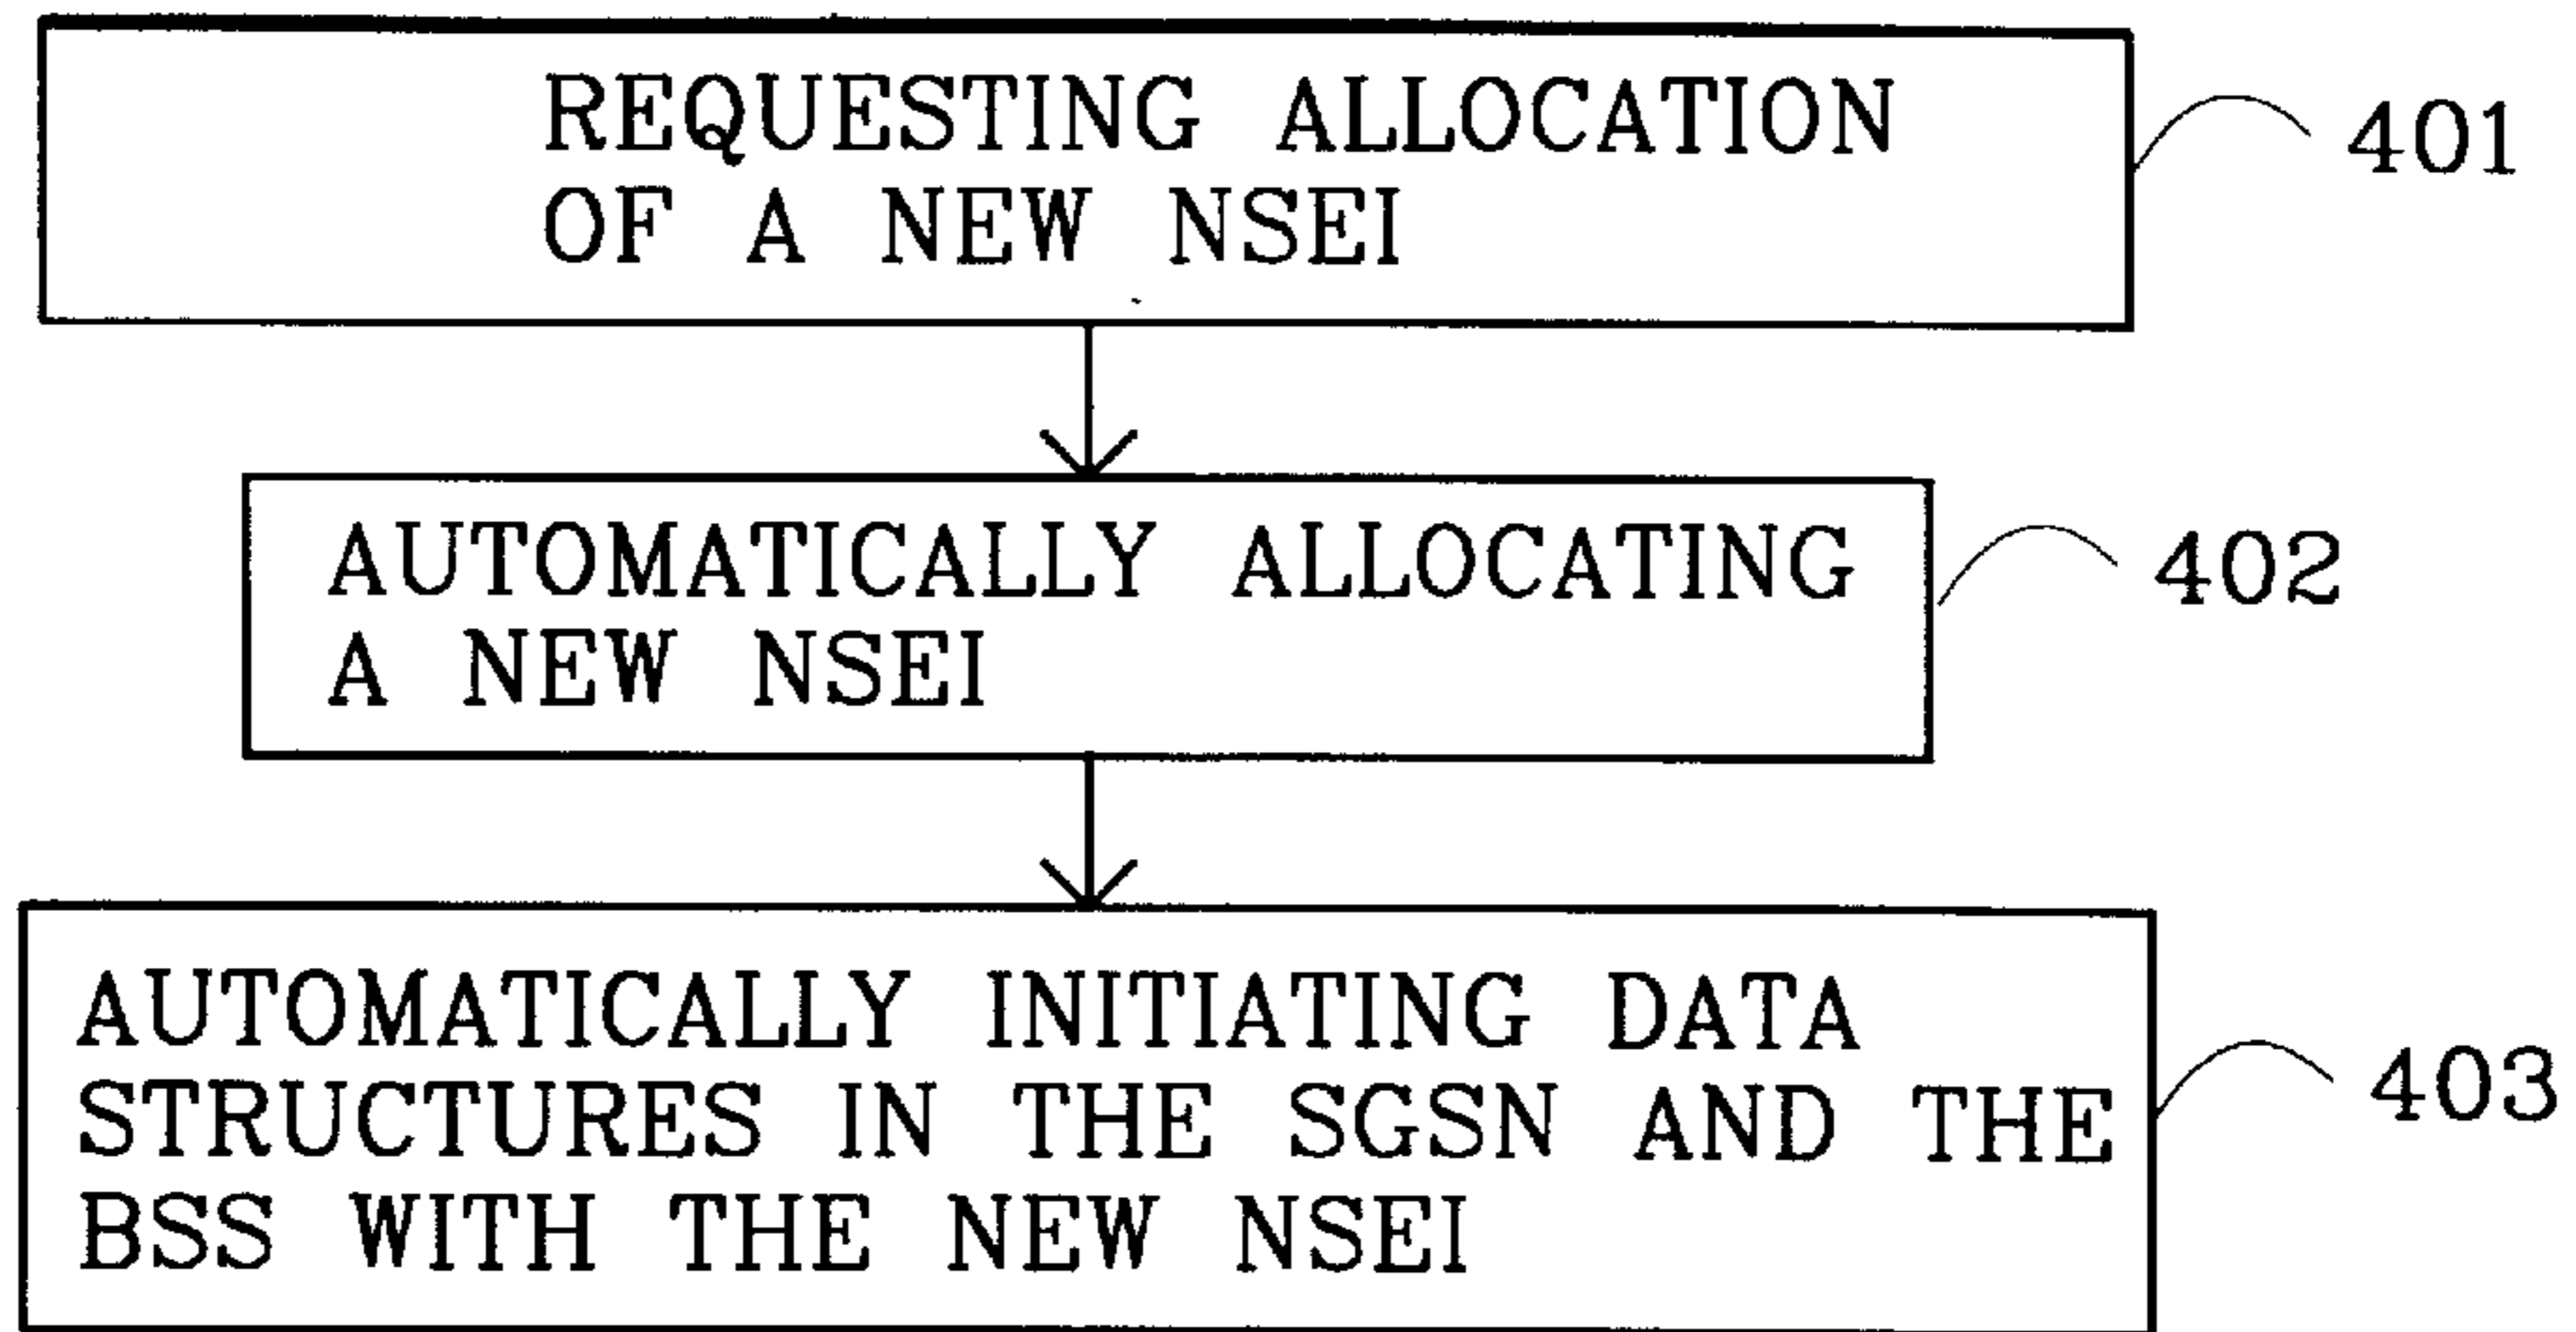 REQUESTING ALLOCATION
OF A NEW NSEI
401
AUTOMATICALLY ALLOCATING
A NEW NSEI
402
AUTOMATICALLY INITIATING DATA
STRUCTURES IN THE SGSN AND THE
BSS WITH THE NEW NSEI
403